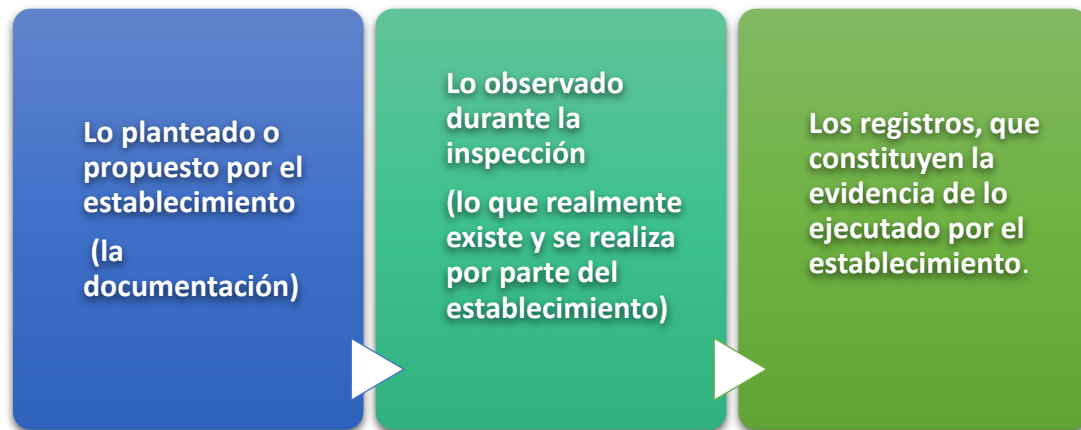 Lo planteado o
propuesto por el
establecimiento
(la
documentación)
Lo observado
durante la
inspección
(lo que realmente
existe y se realiza
por parte del
establecimiento)
Los registros, que
constituyen la
evidencia de lo
ejecutado por el
establecimiento.